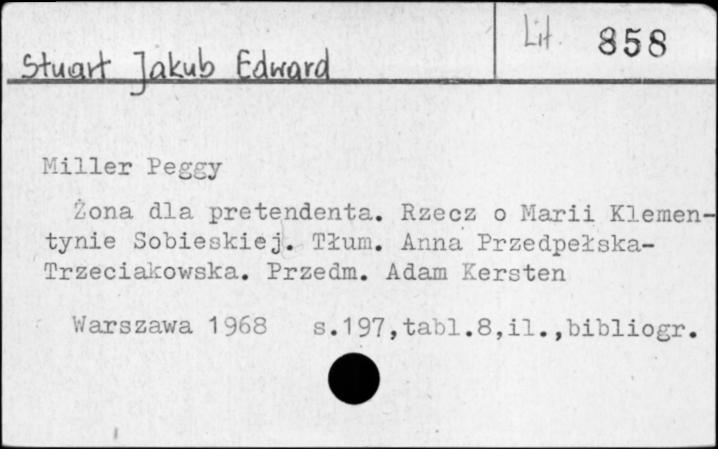 Lit. 858
Stuart Jakub Edward
Miller Peggy
Żona dla pretendenta. Rzecz o Marii Klemen-
tynie Sobieskiej. Tłum. Anna Przedpełska-
Trzeciakowska. Przedm. Adam Kersten
Warszawa 1968 s.197,tabl.8,il.,bibliogr.